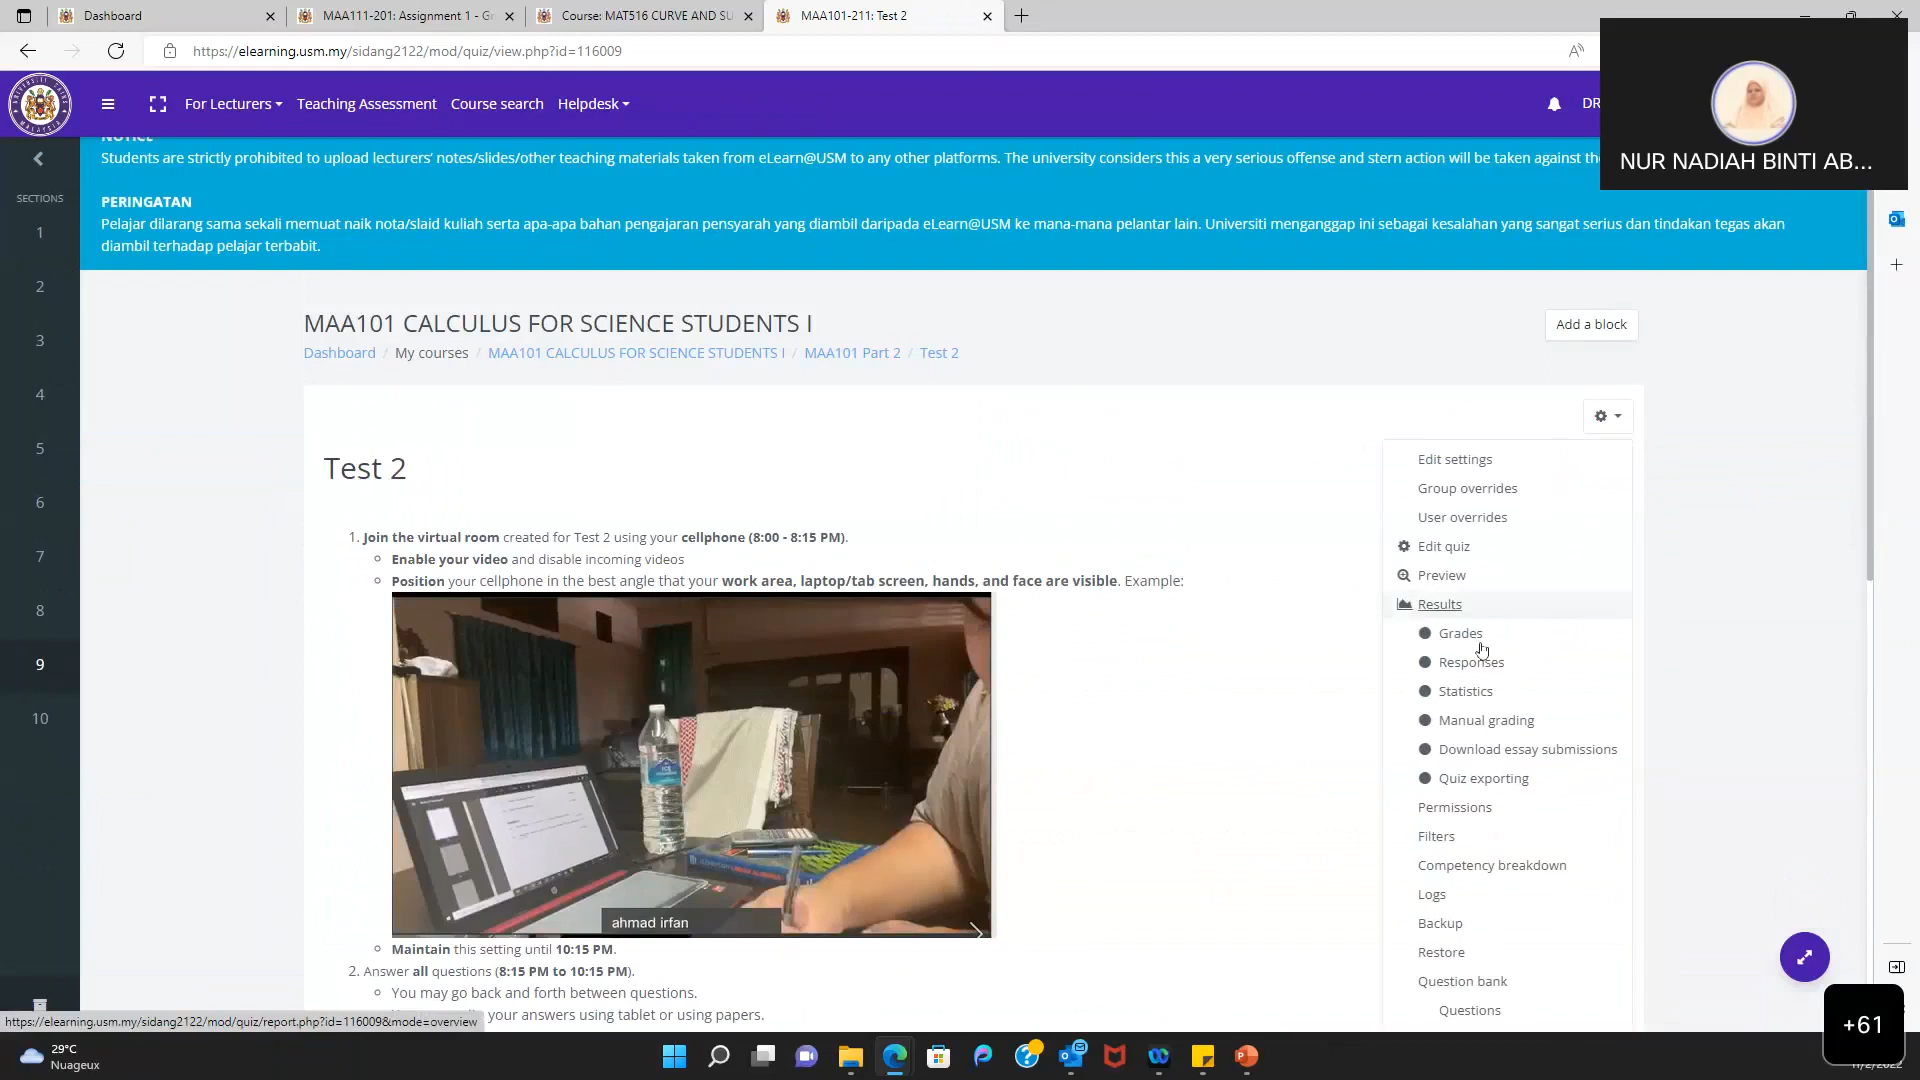 Dashboard
MAA111-201: Assignment 1 - Gr
Course: MAT516 CURVE AND SU
MAA101-211: Test 2
https://elearning.usm.my/sidang2122/mod/quiz/view.php?id=116009
For Lecturers
Teaching Assessment
Course search
Helpdesk
DR
NUR NADIAH BINTI AB...
NOTICE
Students are strictly prohibited to upload lecturers' notes/slides/other teaching materials taken from eLearn@USM to any other platforms. The university considers this a very serious offense and stern action will be taken against the
PERINGATAN
Pelajar dilarang sama sekali memuat naik nota/slaid kuliah serta apa-apa bahan pengajaran pensyarah yang diambil daripada eLearn@USM ke mana-mana pelantar lain. Universiti menganggap ini sebagai kesalahan yang sangat serius dan tindakan tegas akan
diambil terhadap pelajar terbabit.
SECTIONS
1
2
3
4
5
6
7
8
9
10
MAA101 CALCULUS FOR SCIENCE STUDENTS I
Add a block
Dashboard / My courses / MAA101 CALCULUS FOR SCIENCE STUDENTS I / MAA101 Part 2 / Test 2
Test 2
1. Join the virtual room created for Test 2 using your cellphone (8:00 - 8:15 PM).
Enable your video and disable incoming videos
Position your cellphone in the best angle that your work area, laptop/tab screen, hands, and face are visible. Example:
ahmad irfan
Maintain this setting until 10:15 PM.
2. Answer all questions (8:15 PM to 10:15 PM).
You may go back and forth between questions.
your answers using tablet or using papers.
Edit settings
Group overrides
User overrides
Edit quiz
Preview
Results
Grades
Responses
Statistics
Manual grading
Download essay submissions
Quiz exporting
Permissions
Filters
Competency breakdown
Logs
Backup
Restore
Question bank
Questions
https://elearning.usm.my/sidang2122/mod/quiz/report.php?id=116009&mode=overview
+61
29°C
Nuageux
11/2/2022